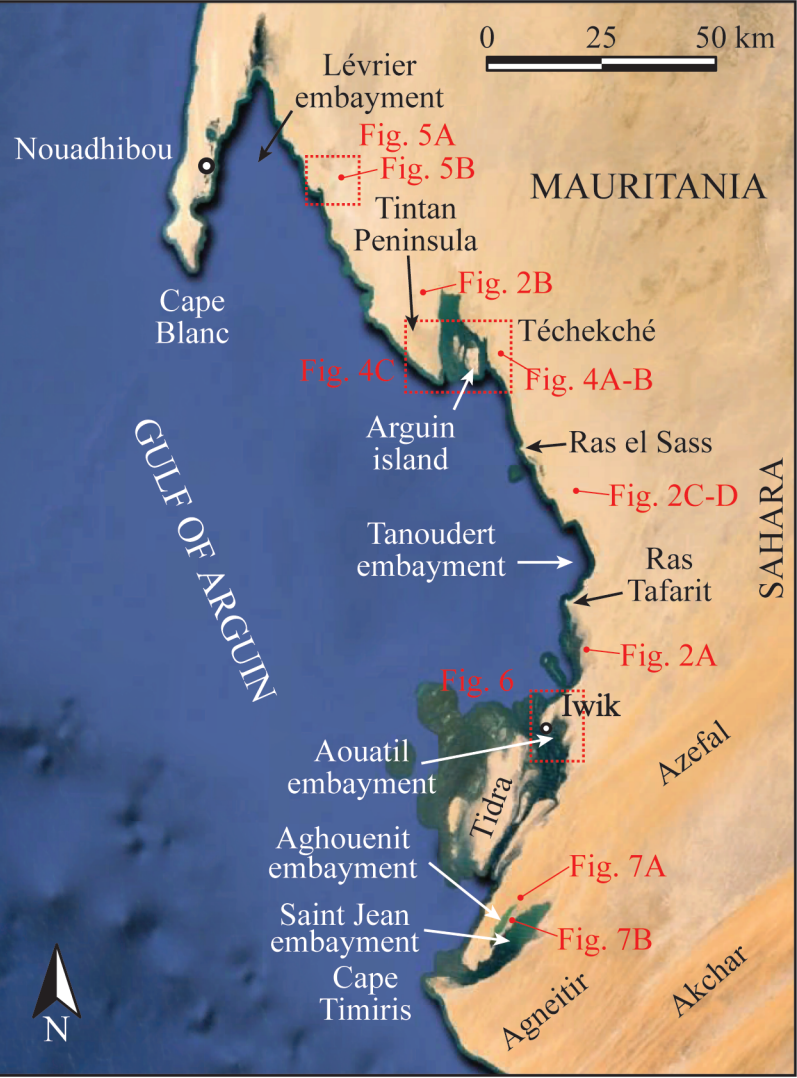 0 25 50 km
Lévrier
embayment
Nouadhibou
Fig. 5A
Fig. 5B
MAURITANIA
Tintan
Peninsula
Fig. 2B
Cape
Blanc
Téchekché
Fig. 4C
Fig. 4A-B
Arguin
island
Ras el Sass
GULF OF ARGUIN
Fig. 2C-D
SAHARA
Tanoudert
embayment
Ras
Tafarit
Fig. 2A
Fig. 6
Iwik
Aouatil
embayment
Azefal
Tidra
Aghouenit
embayment
Fig. 7A
Saint Jean
embayment
Fig. 7B
Cape
Timiris
Agneitir
Akchar
N